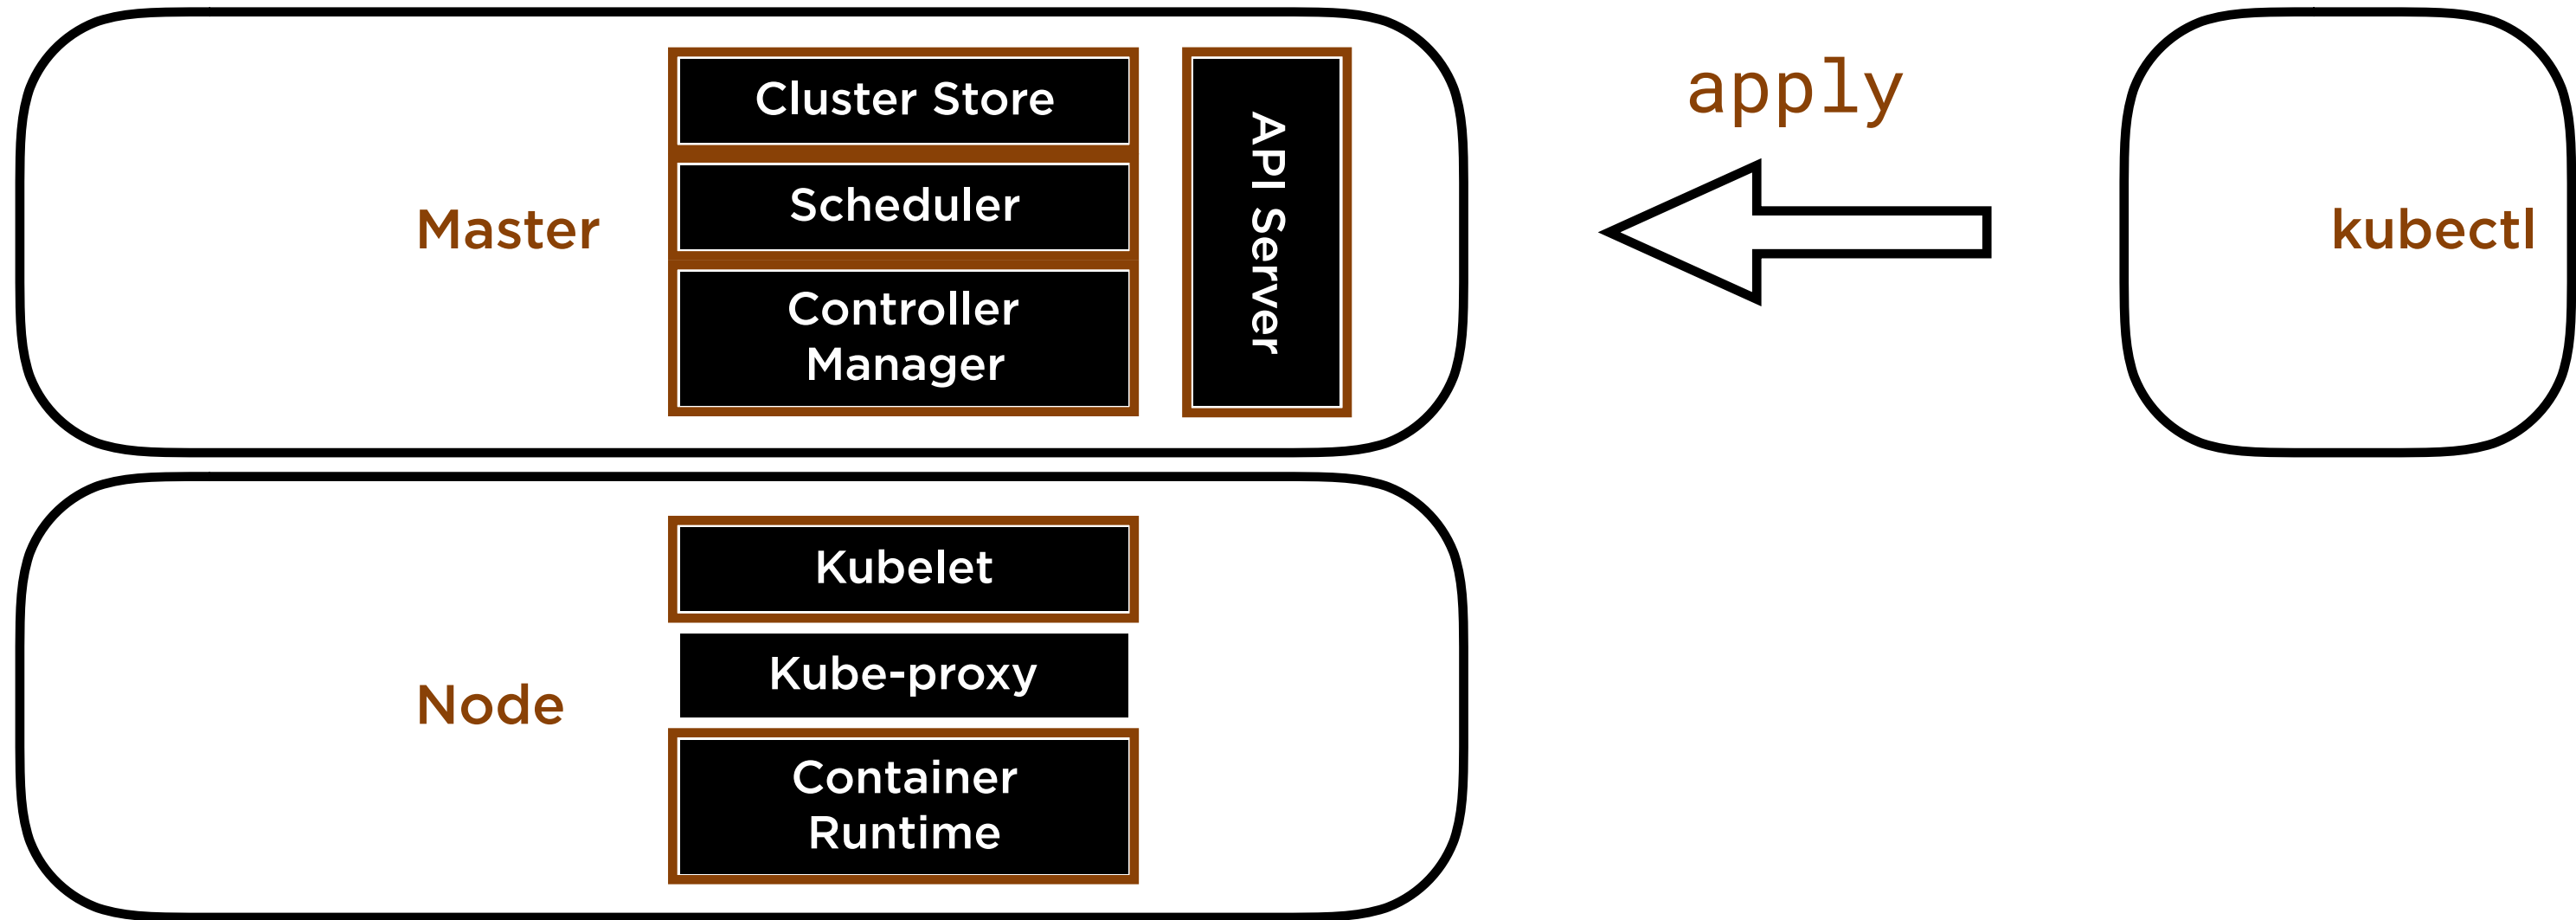 Master
Cluster Store
Scheduler
Controller
Manager
API Server
apply
kubectl
Node
Kubelet
Kube-proxy
Container
Runtime